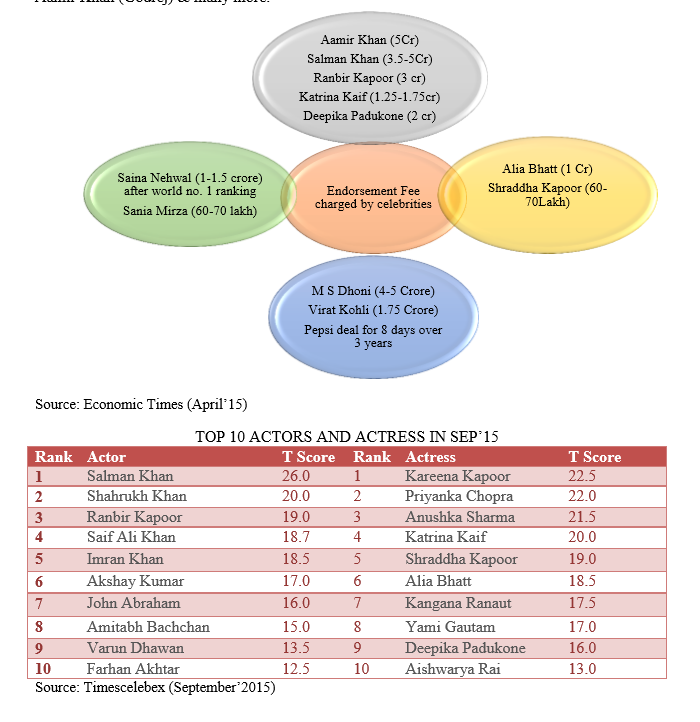 Aamir Khan (Godrej) & many more.
Aamir Khan (5Cr)
Salman Khan (3.5-5Cr)
Ranbir Kapoor (3 cr)
Katrina Kaif (1.25-1.75cr)
Deepika Padukone (2 cr)
Saina Nehwal (1-1.5 crore)
after world no. 1 ranking
Sania Mirza (60-70 lakh)
Endorsement Fee
charged by celebrities
Alia Bhatt (1 Cr)
Shraddha Kapoor (60-
70Lakh)
M S Dhoni (4-5 Crore)
Virat Kohli (1.75 Crore)
Pepsi deal for 8 days over
3 years
Source: Economic Times (April’15)
TOP 10 ACTORS AND ACTRESS IN SEP’15
Rank Actor T Score Rank Actress T Score
1 Salman Khan 26.0 1 Kareena Kapoor 22.5
2 Shahrukh Khan 20.0 2 Priyanka Chopra 22.0
3 Ranbir Kapoor 19.0 3 Anushka Sharma 21.5
4 Saif Ali Khan 18.7 4 Katrina Kaif 20.0
5 Imran Khan 18.5 5 Shraddha Kapoor 19.0
6 Akshay Kumar 17.0 6 Alia Bhatt 18.5
7 John Abraham 16.0 7 Kangana Ranaut 17.5
8 Amitabh Bachchan 15.0 8 Yami Gautam 17.0
9 Varun Dhawan 13.5 9 Deepika Padukone 16.0
10 Farhan Akhtar 12.5 10 Aishwarya Rai 13.0
Source: Timescelebex (September’2015)